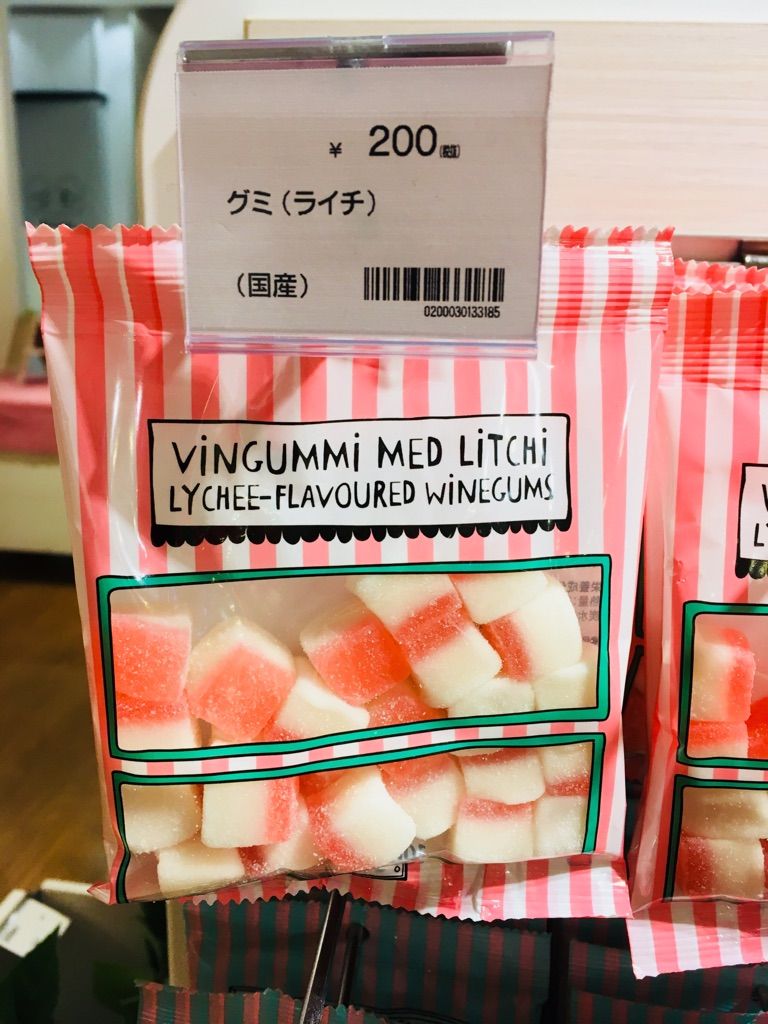 ¥ 200
グミ（ライチ）
（国産）
0200030133185
ViNGUMMi MED LiTCHi
LYCHEE-FLAVOURED WiNEGUMS